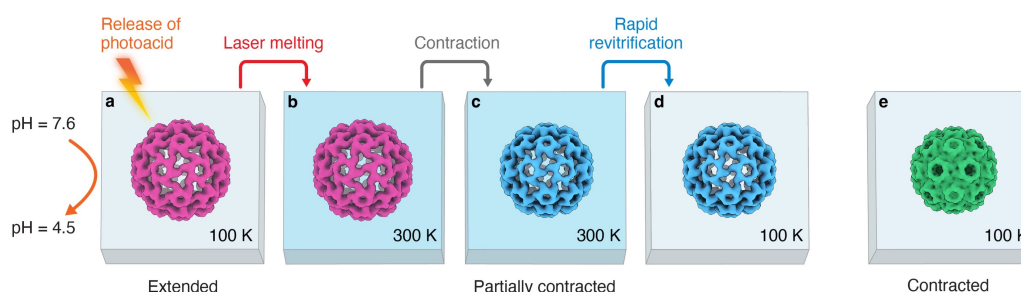 Release of
photoacid
Laser melting
Contraction
Rapid
revitrification
a
b
c
d
e
pH = 7.6
pH = 4.5
100 K
300 K
300 K
100 K
100 K
Extended
Partially contracted
Contracted